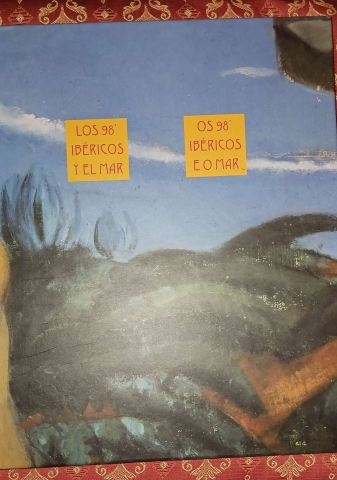 LOS 98'
IBÉRICOS
Y EL MAR
OS 98'
IBÉRICOS
E O MAR